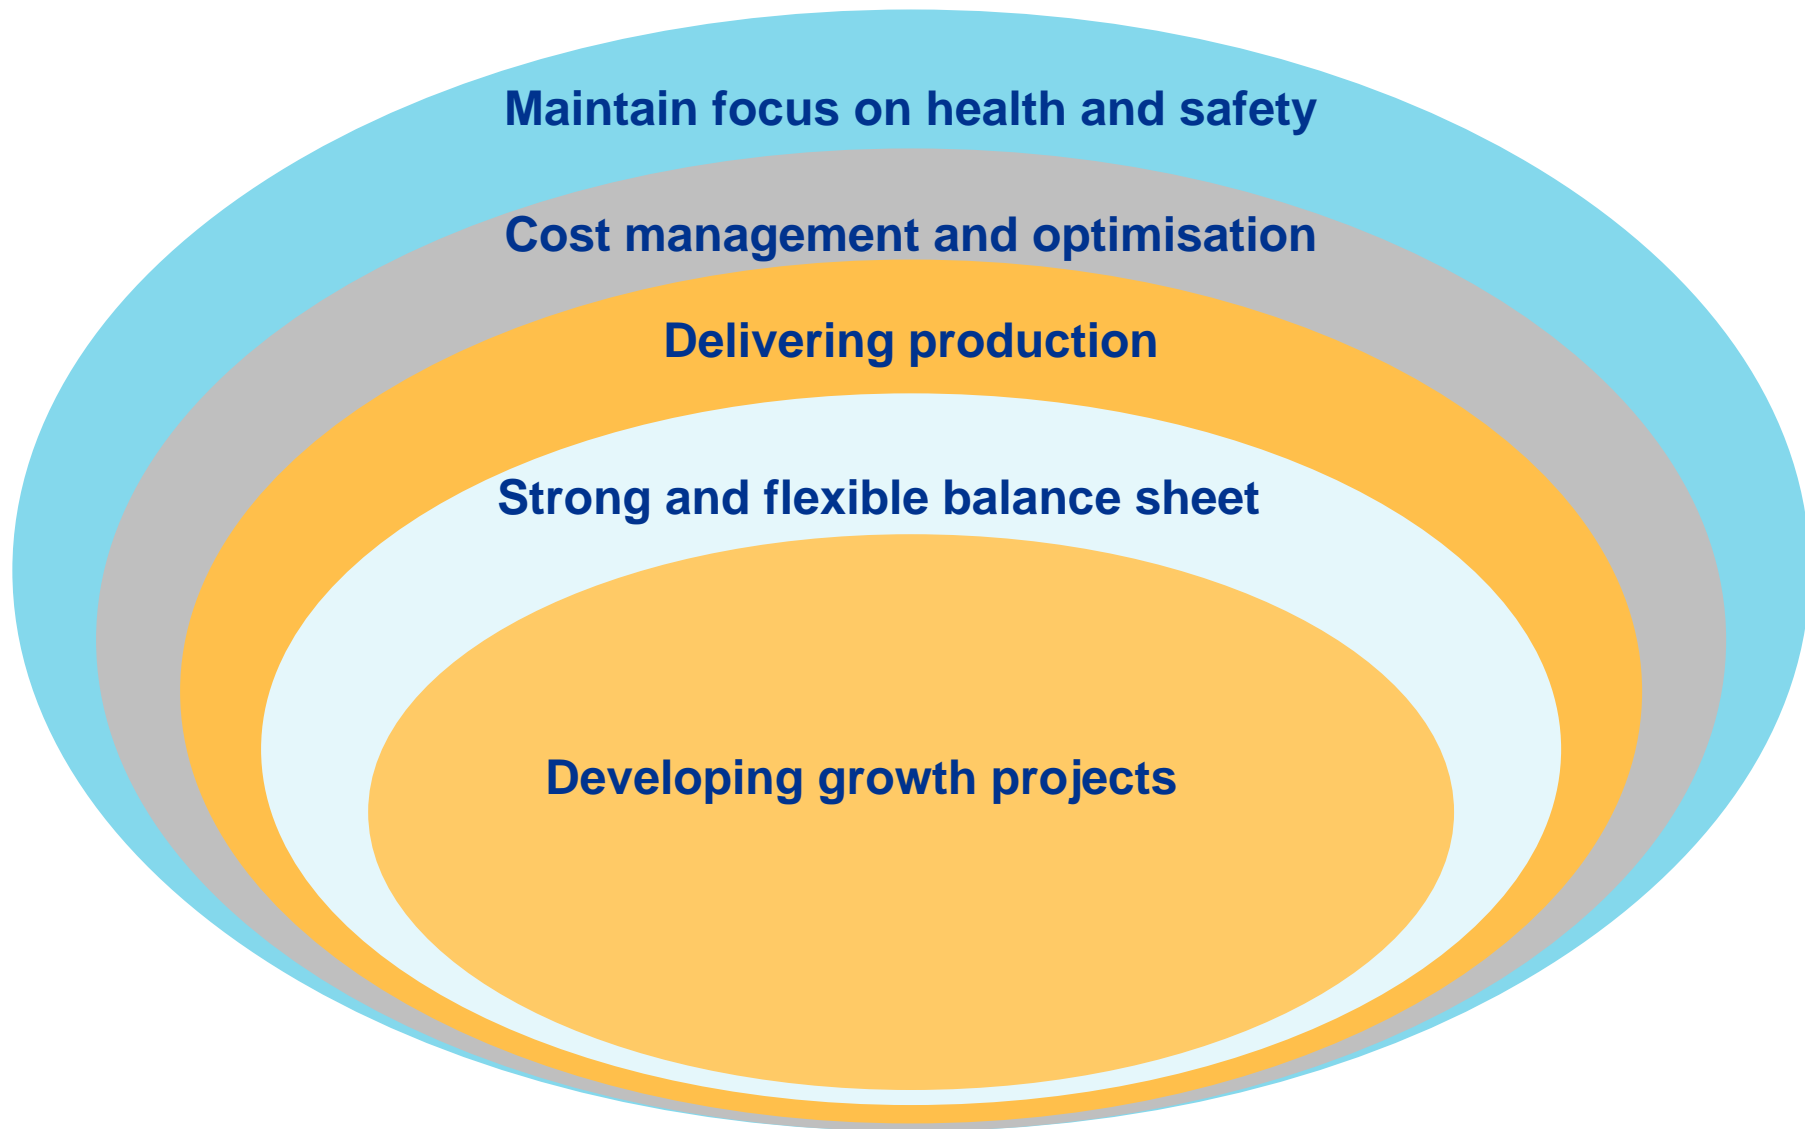 Maintain focus on health and safety
Cost management and optimisation
Delivering production
Strong and flexible balance sheet
Developing growth projects